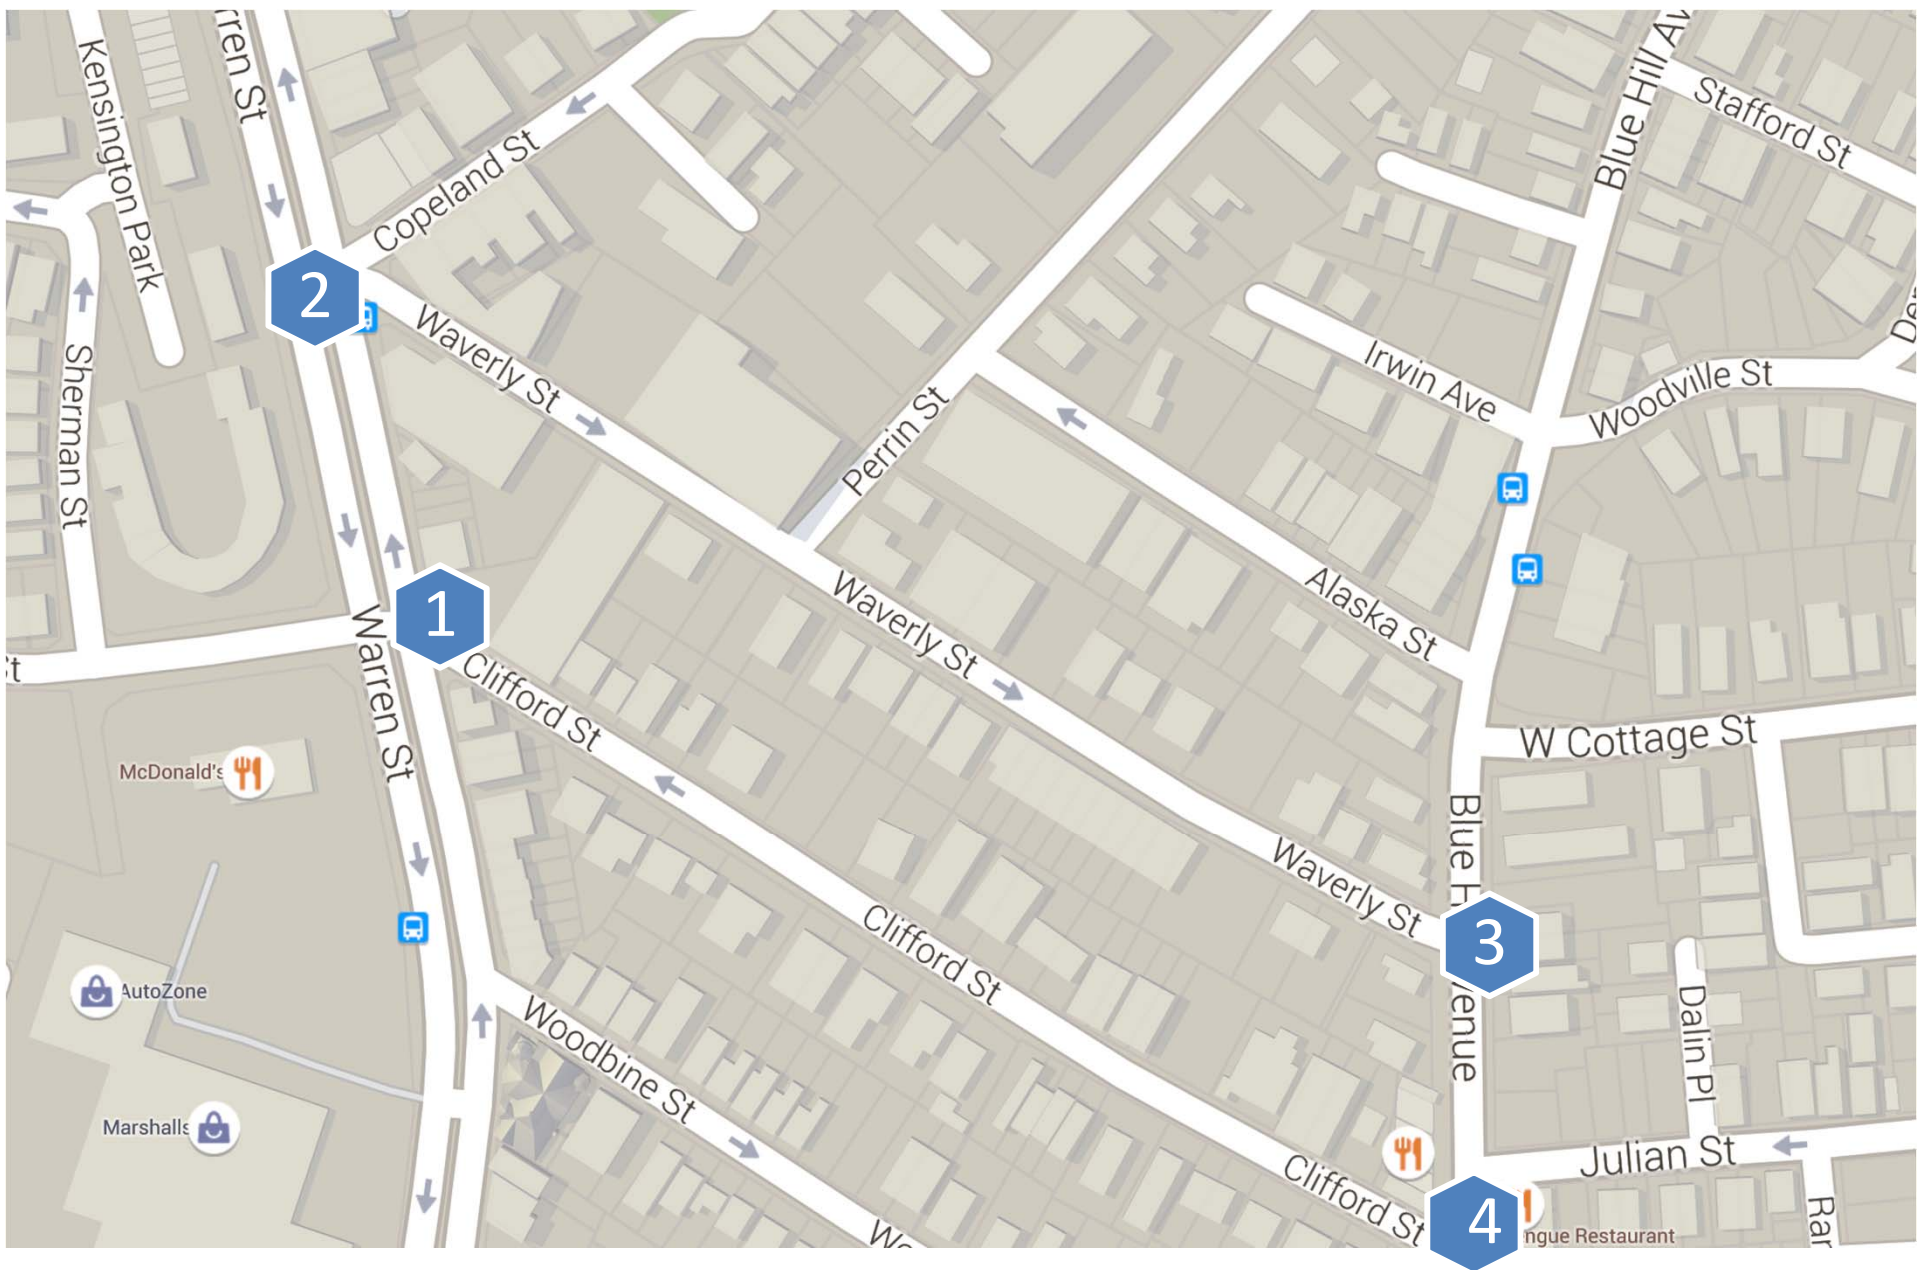 rren St
Kensington Park
Copeland St
Blue Hill Av
Stafford St
2
Waverly St
Sherman St
Perrin St
Irwin Ave
Woodville St
1
Warren St
Clifford St
Waverly St
Alaska St
W Cottage St
McDonald's
Waverly St
Blue H
3
enue
Clifford St
AutoZone
Woodbine St
Dalin Pl
Marshalls
Julian St
Clifford St
4
ngue Restaurant